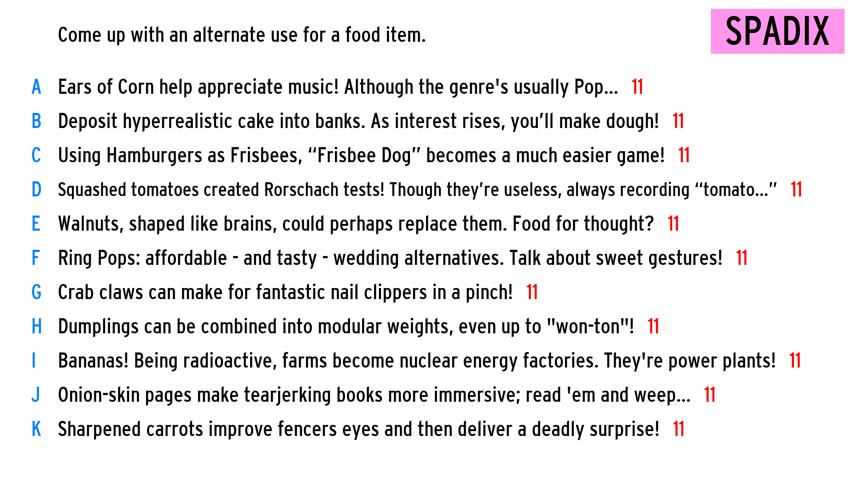 Come up with an alternate use for a food item.
SPADIX
A Ears of Corn help appreciate music! Although the genre's usually Pop... 11
B Deposit hyperrealistic cake into banks. As interest rises, you'll make dough! 11
C Using Hamburgers as Frisbees, “Frisbee Dog” becomes a much easier game! 11
D Squashed tomatoes created Rorschach tests! Though they're useless, always recording “tomato...” 11
E Walnuts, shaped like brains, could perhaps replace them. Food for thought? 11
F Ring Pops: affordable - and tasty - wedding alternatives. Talk about sweet gestures! 11
G Crab claws can make for fantastic nail clippers in a pinch! 11
H Dumplings can be combined into modular weights, even up to "won-ton"! 11
I Bananas! Being radioactive, farms become nuclear energy factories. They're power plants! 11
J Onion-skin pages make tearjerking books more immersive; read 'em and weep... 11
K Sharpened carrots improve fencers eyes and then deliver a deadly surprise! 11